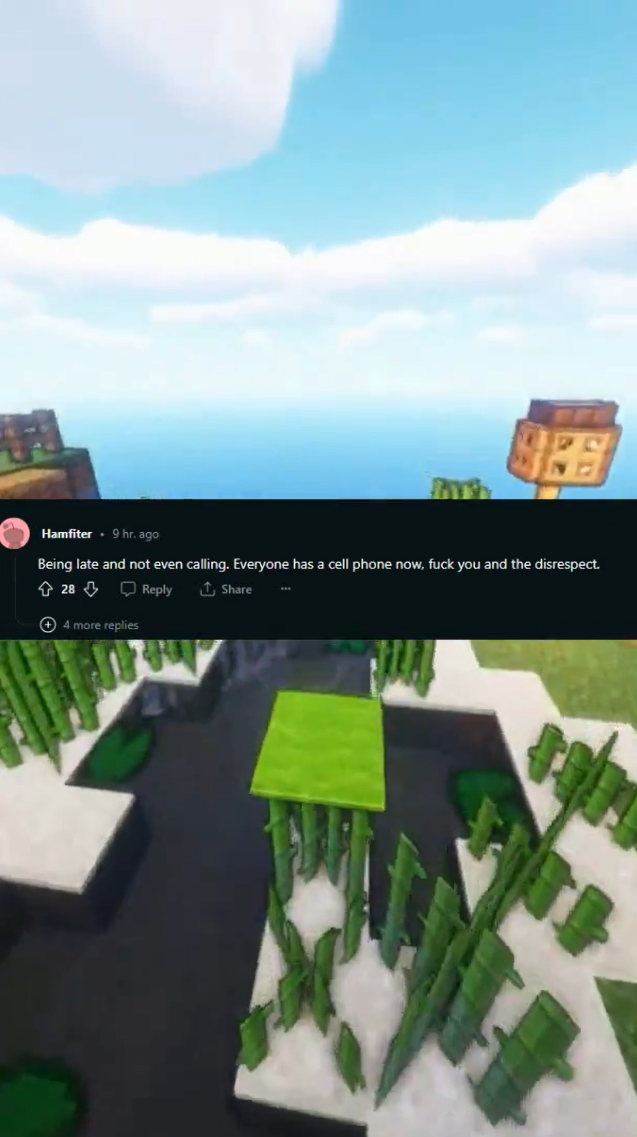 Hamfiter • 9 hr. ago
Being late and not even calling. Everyone has a cell phone now, fuck you and the disrespect.
28 Reply Share ...
4 more replies